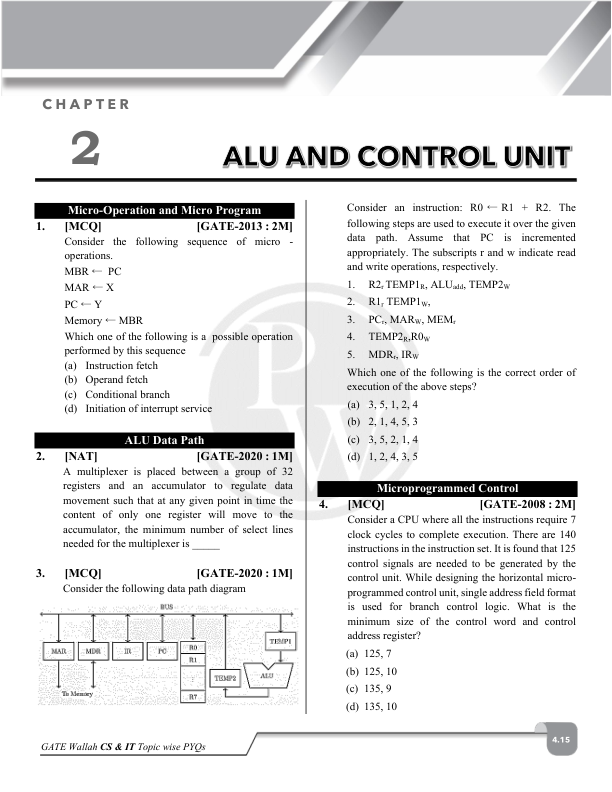 CHAPTER
2
ALU AND CONTROL UNIT
Micro-Operation and Micro Program
1. [MCQ] [GATE-2013 : 2M]
Consider the following sequence of micro -
operations.
MBR ← PC
MAR ← X
PC ← Y
Memory ← MBR
Which one of the following is a possible operation
performed by this sequence
(a) Instruction fetch
(b) Operand fetch
(c) Conditional branch
(d) Initiation of interrupt service
ALU Data Path
2. [NAT] [GATE-2020 : 1M]
A multiplexer is placed between a group of 32
registers and an accumulator to regulate data
movement such that at any given point in time the
content of only one register will move to the
accumulator, the minimum number of select lines
needed for the multiplexer is _____
3. [MCQ] [GATE-2020 : 1M]
Consider the following data path diagram
BUS
MAR MDR IR PC R0 R1 : R7 TEMP2 TEMP1 ALU
To Memory
Consider an instruction: R0 ← R1 + R2. The
following steps are used to execute it over the given
data path. Assume that PC is incremented
appropriately. The subscripts r and w indicate read
and write operations, respectively.
1. R2r TEMP1R, ALUadd, TEMP2W
2. R1r TEMP1W,
3. PCr, MARW, MEMr
4. TEMP2R,R0W
5. MDRr, IRW
Which one of the following is the correct order of
execution of the above steps?
(a) 3, 5, 1, 2, 4
(b) 2, 1, 4, 5, 3
(c) 3, 5, 2, 1, 4
(d) 1, 2, 4, 3, 5
Microprogrammed Control
4. [MCQ] [GATE-2008 : 2M]
Consider a CPU where all the instructions require 7
clock cycles to complete execution. There are 140
instructions in the instruction set. It is found that 125
control signals are needed to be generated by the
control unit. While designing the horizontal micro-
programmed control unit, single address field format
is used for branch control logic. What is the
minimum size of the control word and control
address register?
(a) 125, 7
(b) 125, 10
(c) 135, 9
(d) 135, 10
GATE Wallah CS & IT Topic wise PYQs
4.15
PW